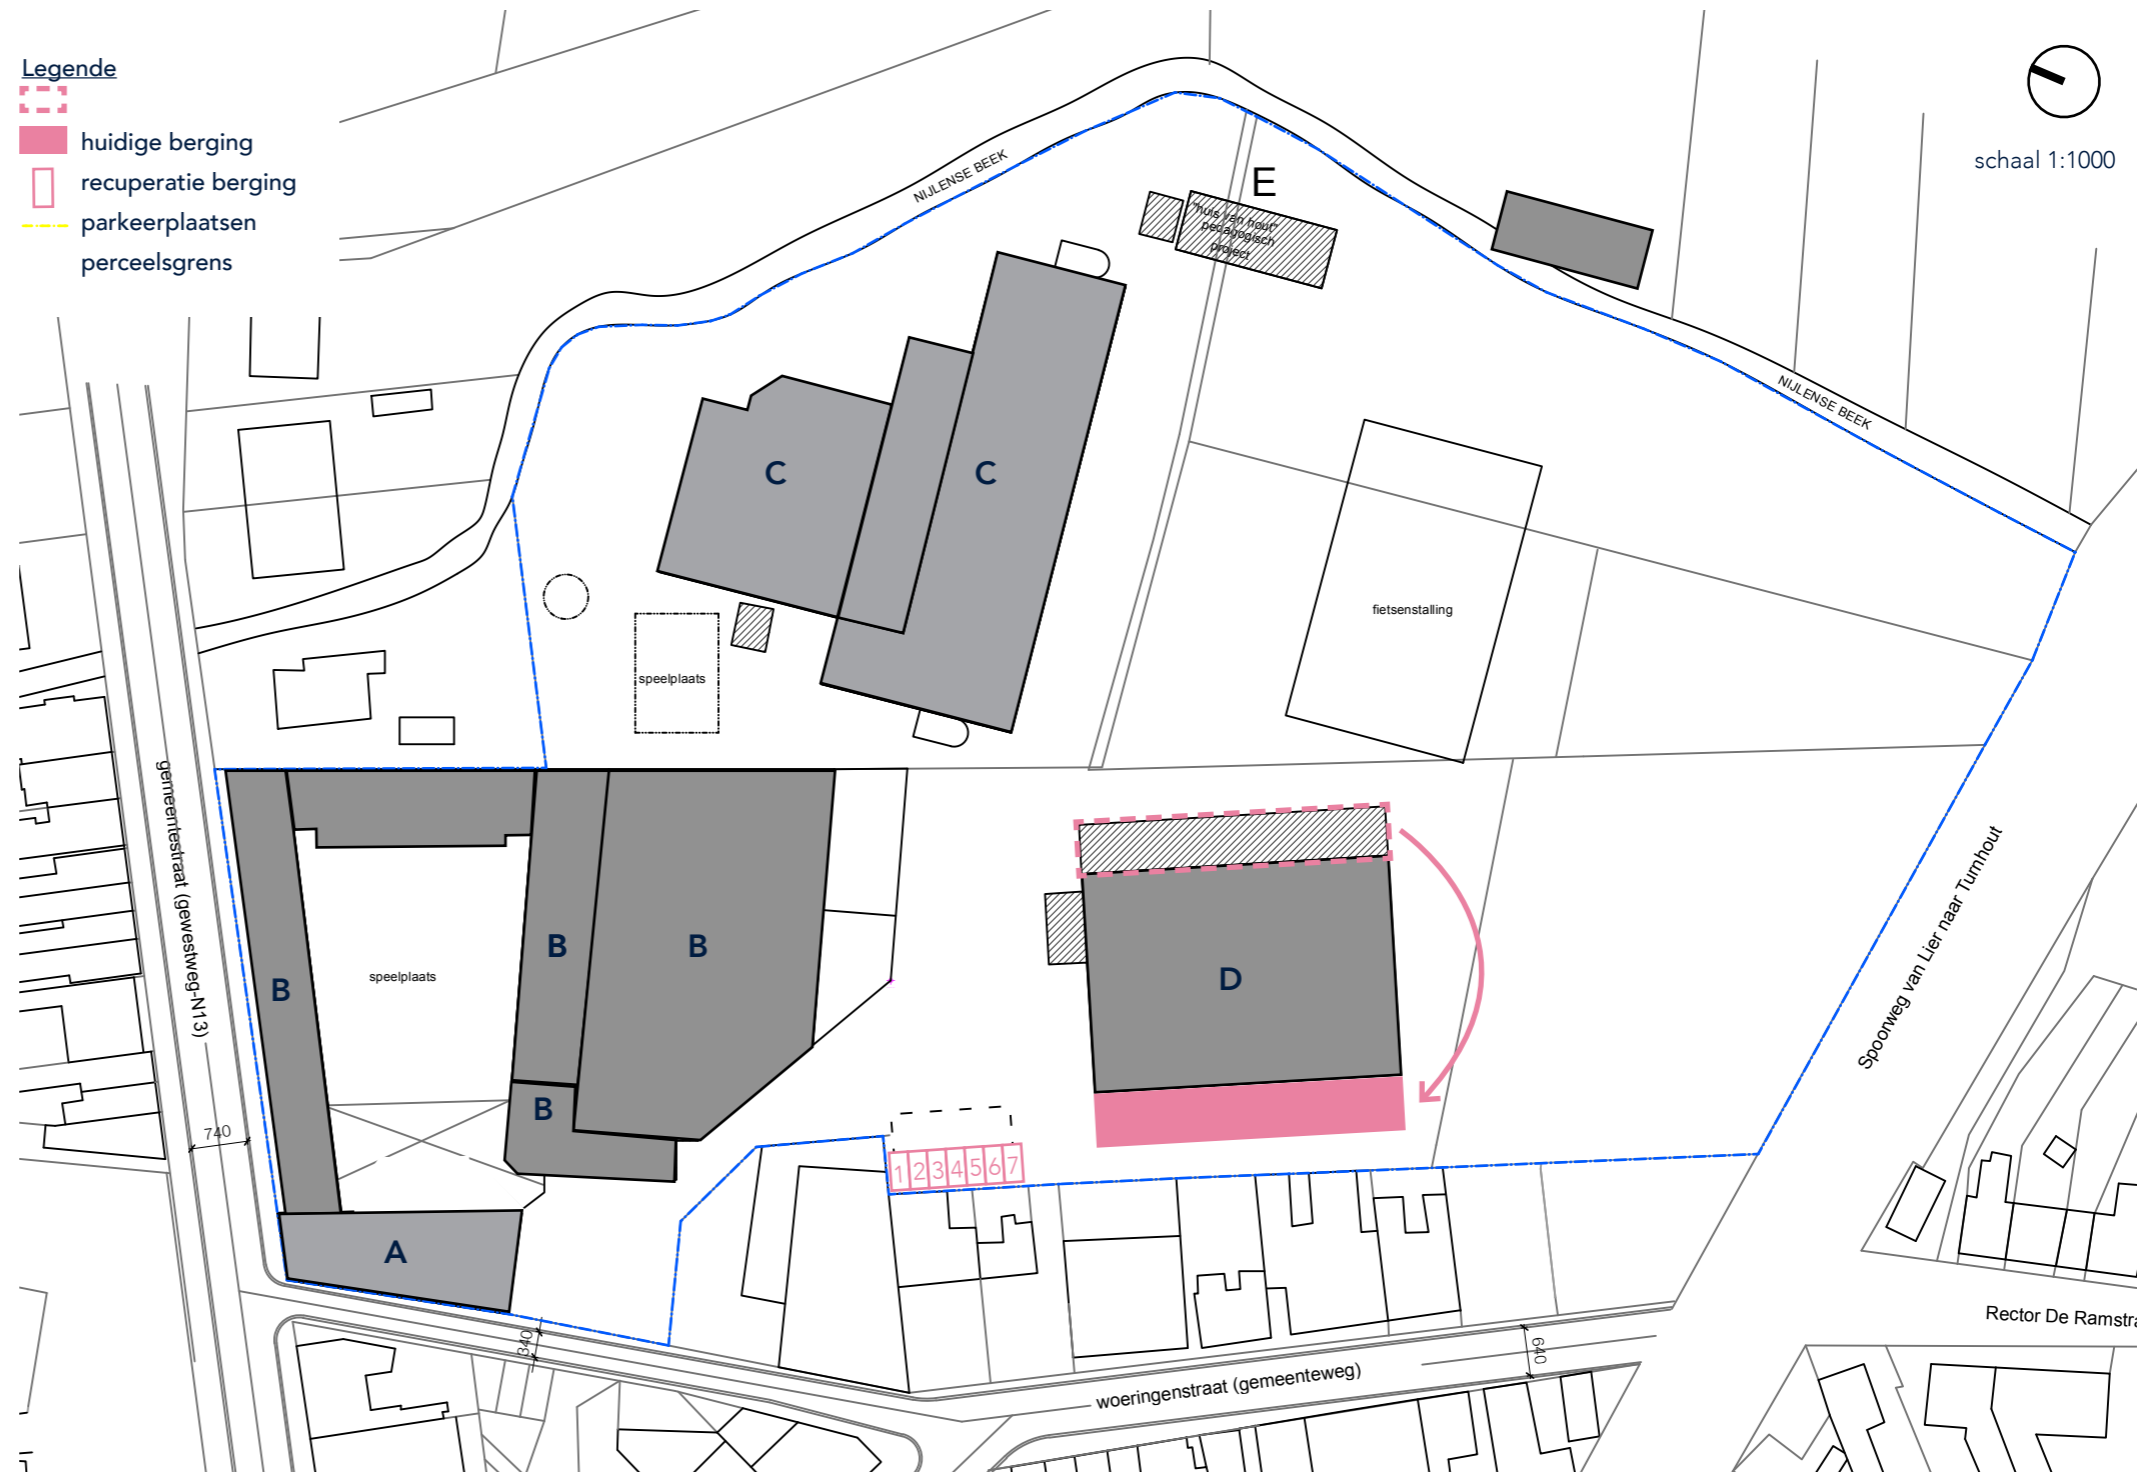 Legende
huidige berging
recuperatie berging
parkeerplaatsen
perceelsgrens
schaal 1:1000
NIJLENSE BEEK
E
"huis van hout"
pedagogisch
project
NIJLENSE BEEK
C
C
fietsenstalling
speelplaats
gemeentestraat (gewestweg-N13)
B
speelplaats
B
B
B
D
Spoorweg van Lier naar Turnhout
740
1 2 3 4 5 6 7
A
340
640
woeringenstraat (gemeenteweg)
Rector De Ramstra